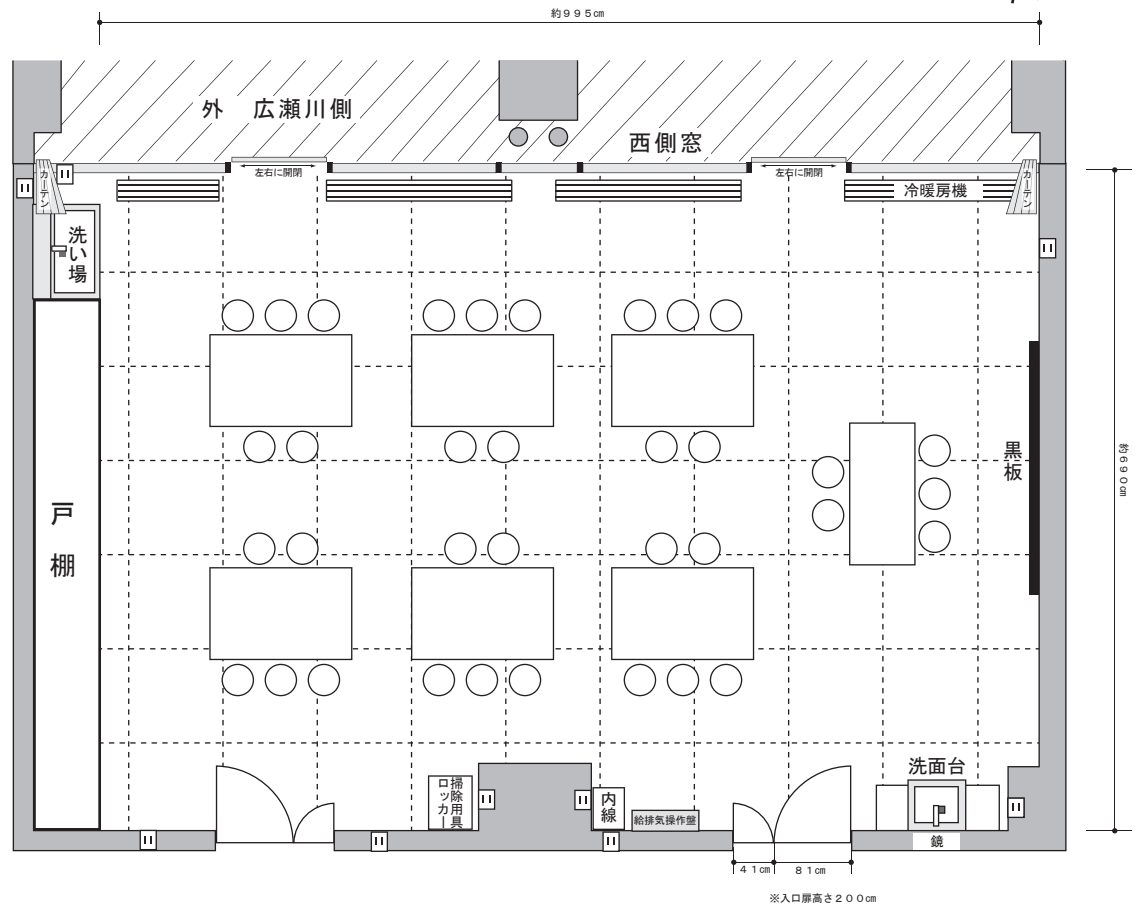 約９９５㎝
外　広瀬川側
西側窓
左右に開閉
左右に開閉
カーテン
カーテン
冷暖房機
洗い場
戸棚
黒板
約６９０㎝
洗面台
掃除用具
ロッカー
内線
給排気操作盤
鏡
４１㎝
８１㎝
※入口扉高さ２００㎝